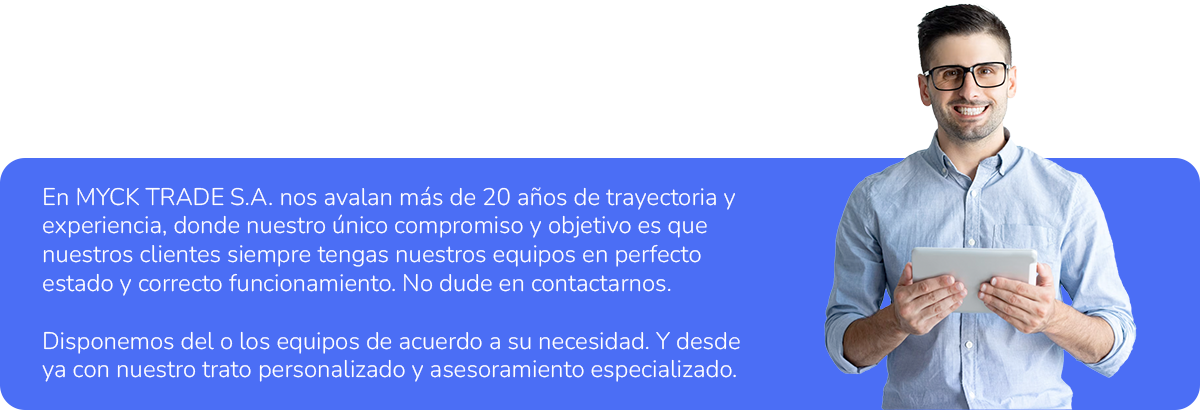 En MYCK TRADE S.A. nos avalan más de 20 años de trayectoria y
experiencia, donde nuestro único compromiso y objetivo es que
nuestros clientes siempre tengas nuestros equipos en perfecto
estado y correcto funcionamiento. No dude en contactarnos.
Disponemos del o los equipos de acuerdo a su necesidad. Y desde
ya con nuestro trato personalizado y asesoramiento especializado.